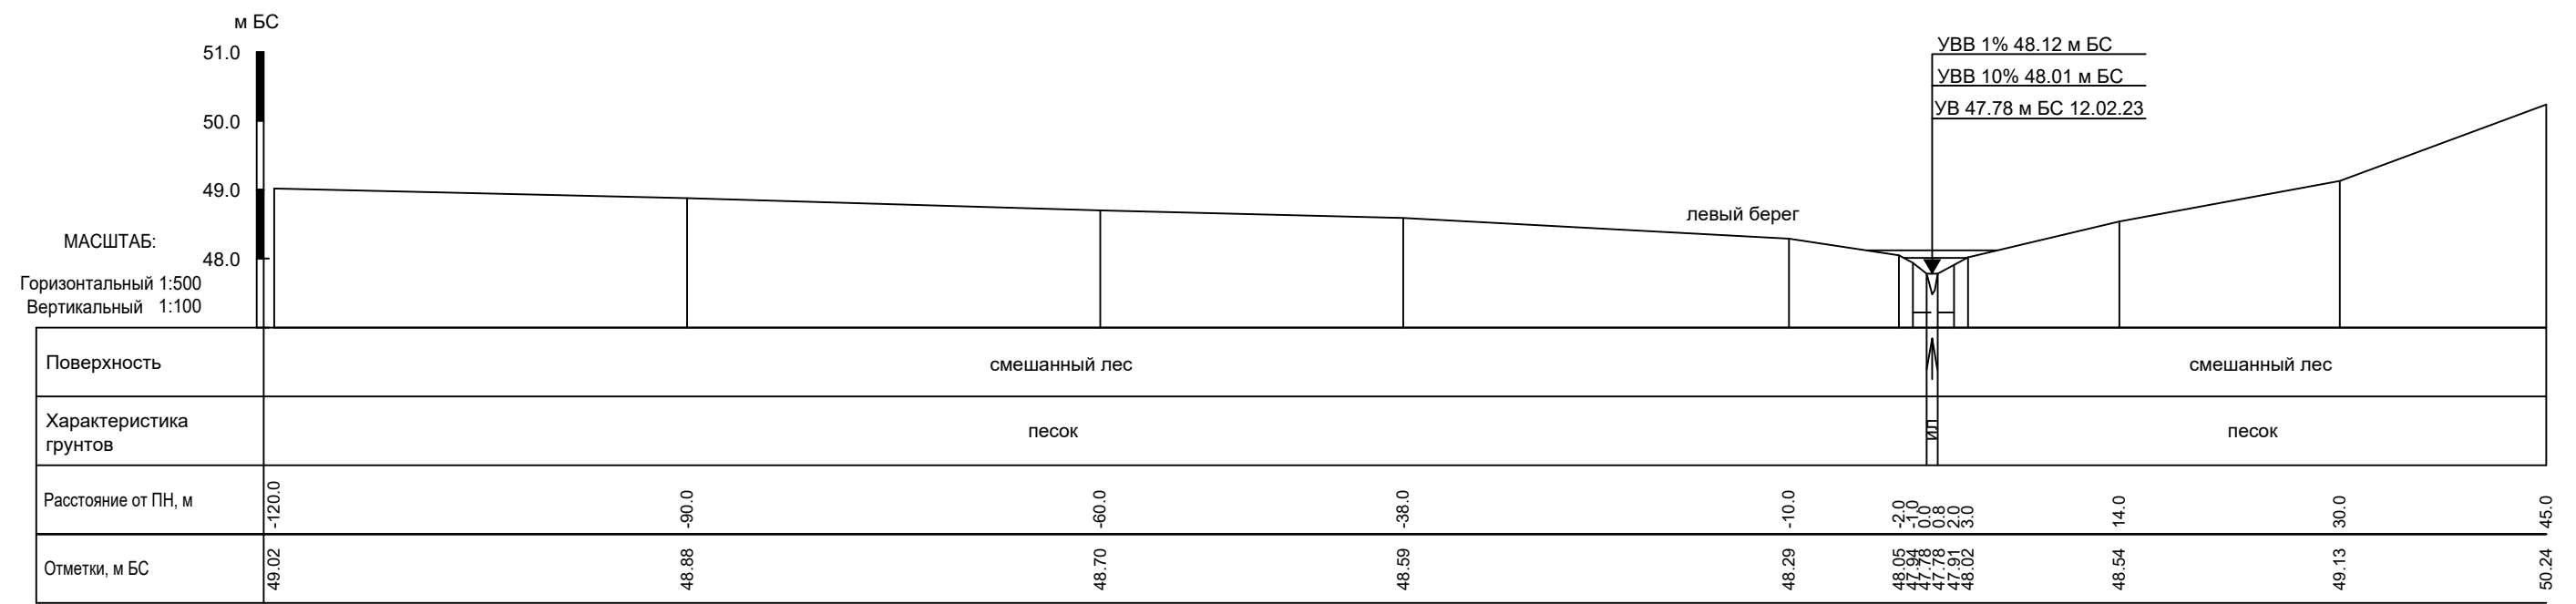 м БС
51.0
50.0
49.0
48.0
МАСШТАБ:
Горизонтальный 1:500
Вертикальный 1:100
УВВ 1% 48.12 м БС
УВВ 10% 48.01 м БС
УВ 47.78 м БС 12.02.23
левый берег
Поверхность
смешанный лес
смешанный лес
Характеристика
грунтов
песок
ил
песок
Расстояние от ПН, м
-120.0 -90.0 -60.0 -38.0 -10.0 -2.0 -1.0 0.0 0.8 2.0 3.0 14.0 30.0 45.0
Отметки, м БС
49.02 48.88 48.70 48.59 48.29 48.05 47.94 47.78 47.78 47.91 48.02 48.54 49.13 50.24